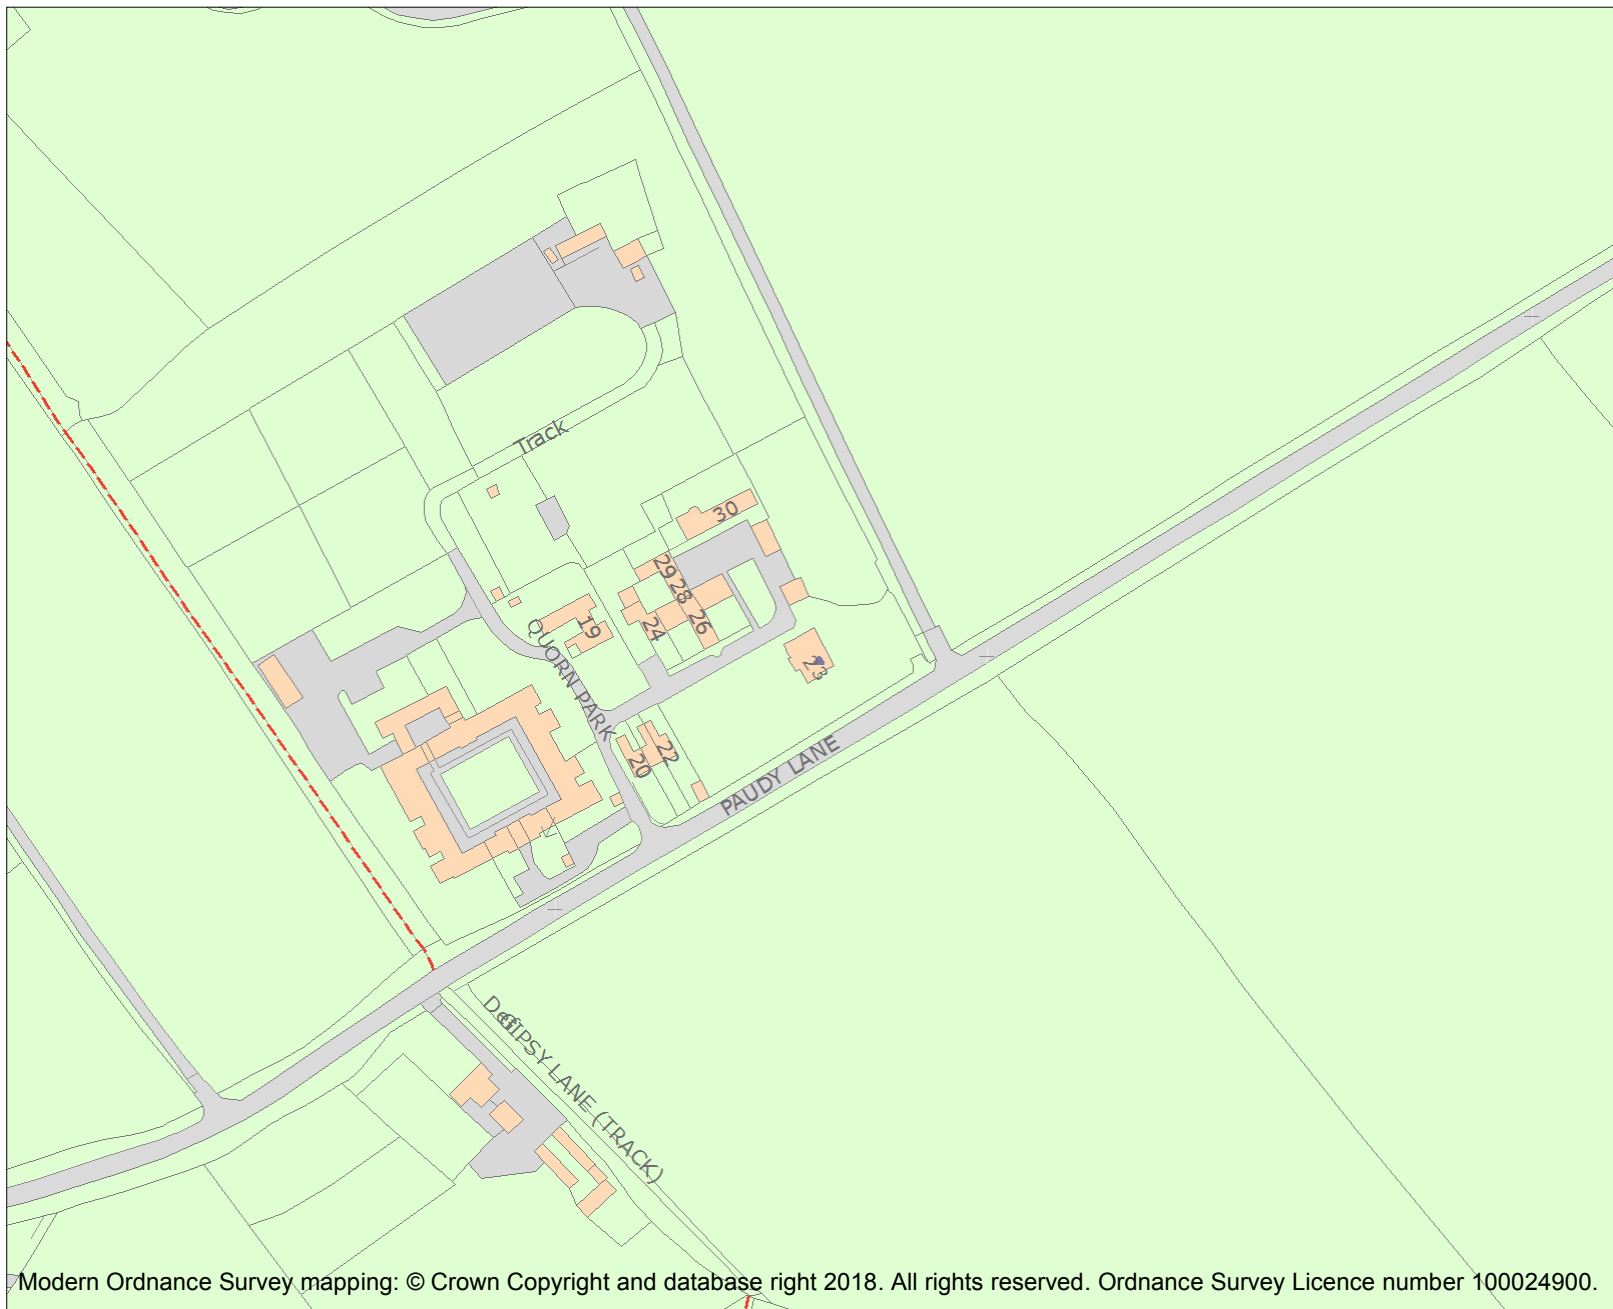 Track
30
29
28
26
24
19
QUORN PARK
23
22
20
PAUDY LANE
Def
GIPSY LANE (TRACK)
Modern Ordnance Survey mapping: © Crown Copyright and database right 2018. All rights reserved. Ordnance Survey Licence number 100024900.